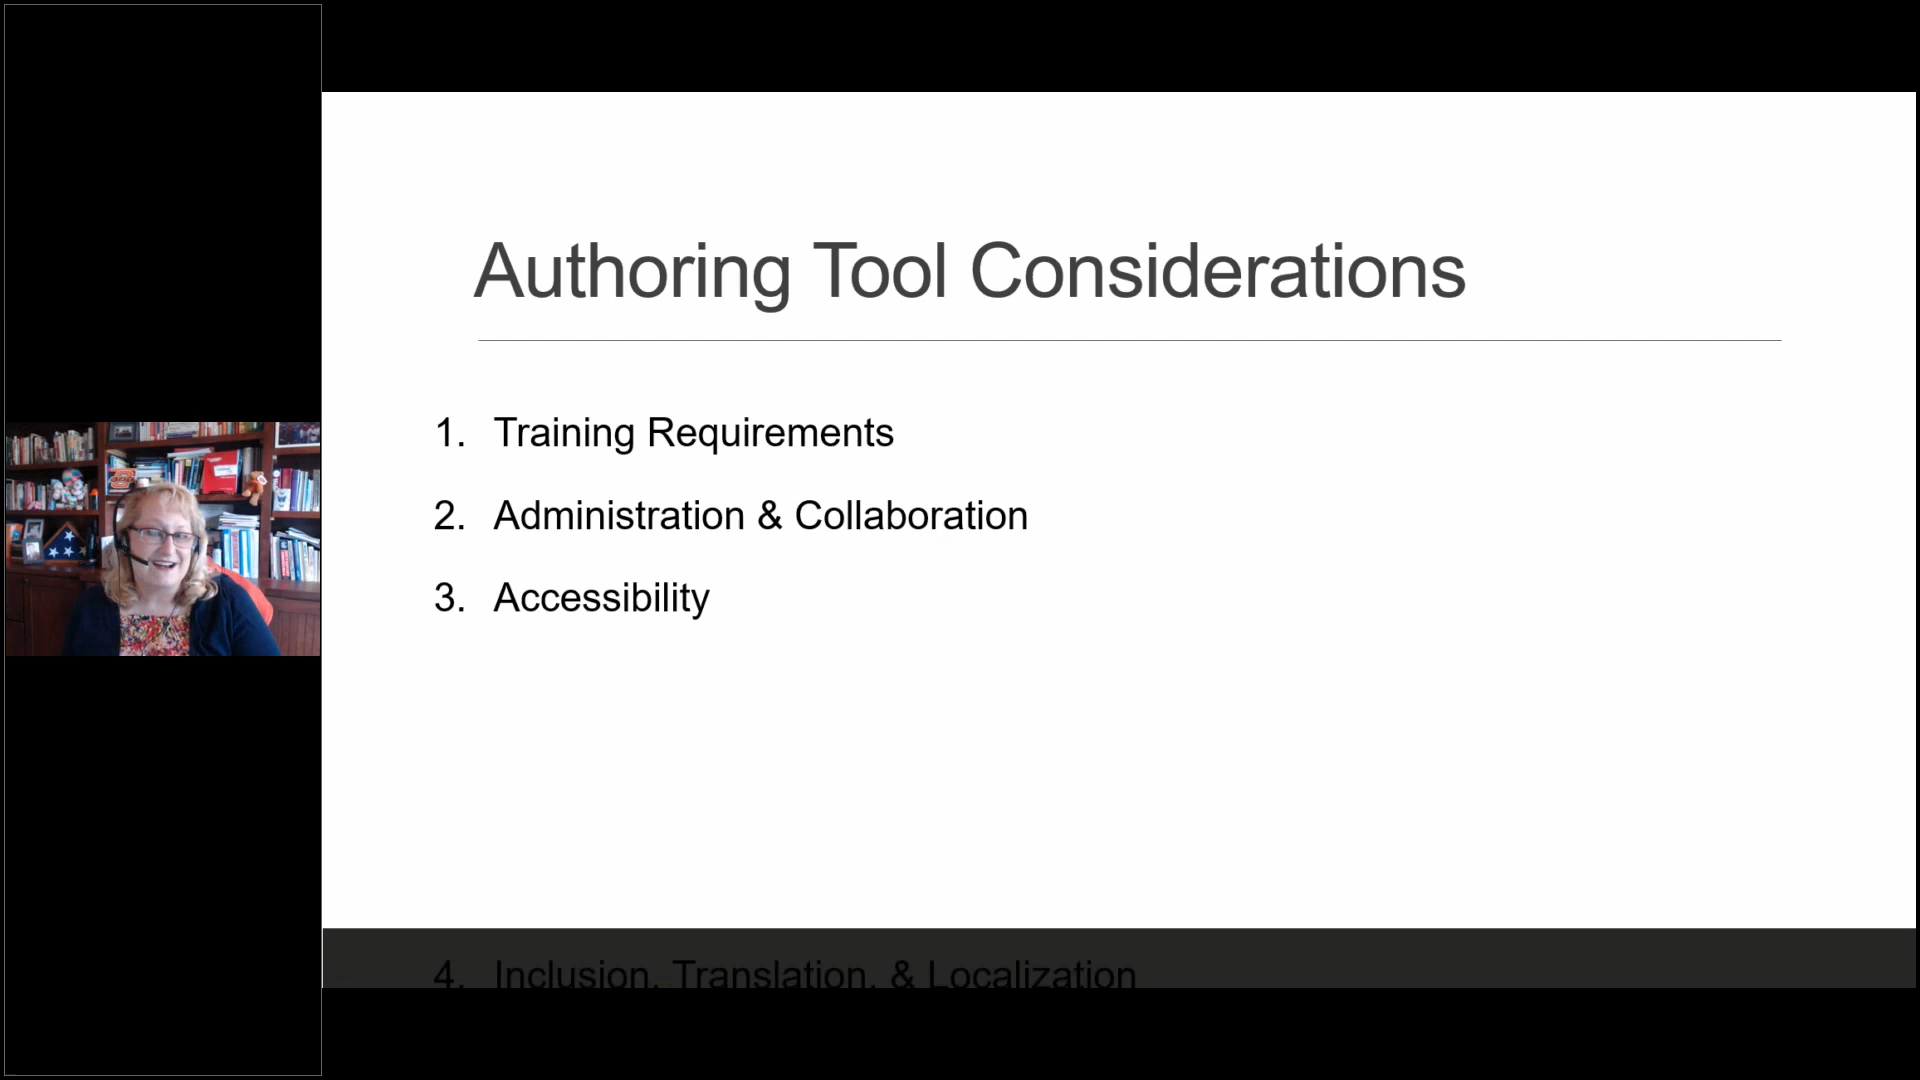 Authoring Tool Considerations
1. Training Requirements
2. Administration & Collaboration
3. Accessibility
4. Inclusion, Translation, & Localization